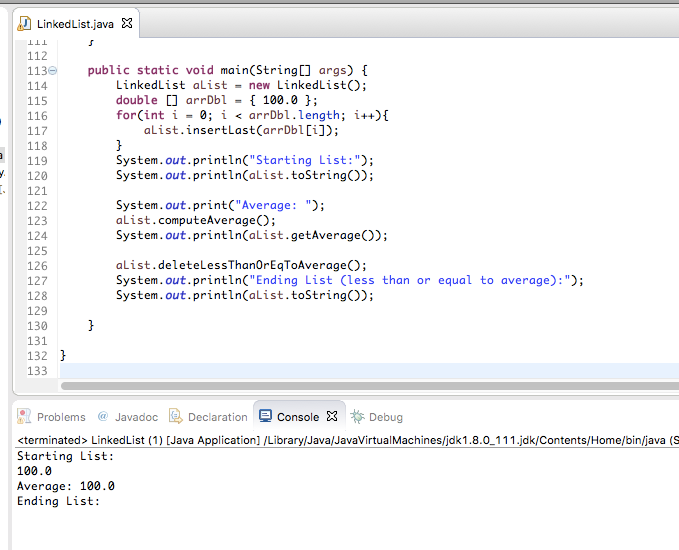 LinkedList.java
111 }
112
113 public static void main(String[] args) {
114 LinkedList aList = new LinkedList();
115 double [] arrDbl = { 100.0 };
116 for(int i = 0; i < arrDbl.length; i++){
117 aList.insertLast(arrDbl[i]);
118 }
119 System.out.println("Starting List:");
120 System.out.println(aList.toString());
121
122 System.out.print("Average: ");
123 aList.computeAverage();
124 System.out.println(aList.getAverage());
125
126 aList.deleteLessThanOrEqToAverage();
127 System.out.println("Ending List (less than or equal to average):");
128 System.out.println(aList.toString());
129
130 }
131
132 }
133
Problems @ Javadoc Declaration Console Debug
<terminated> LinkedList (1) [Java Application] /Library/Java/JavaVirtualMachines/jdk1.8.0_111.jdk/Contents/Home/bin/java (S
Starting List:
100.0
Average: 100.0
Ending List: